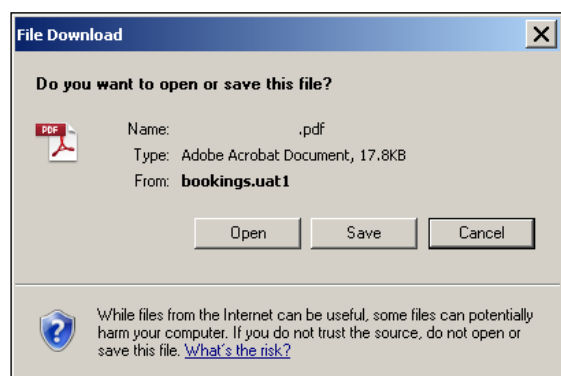 File Download
Do you want to open or save this file?
PDF
Name: .pdf
Type: Adobe Acrobat Document, 17.8KB
From: bookings.uat1
Open Save Cancel
While files from the Internet can be useful, some files can potentially
harm your computer. If you do not trust the source, do not open or
save this file. What's the risk?